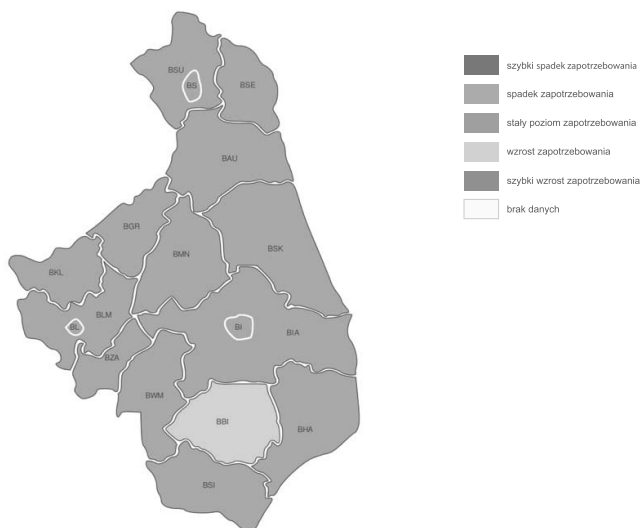 BSU
BS
BSE
BAU
BGR
BMN
BSK
BKL
BLM
BL
BI
BIA
BZA
BWM
BBI
BHA
BSI
szybki spadek zapotrzebowania
spadek zapotrzebowania
stały poziom zapotrzebowania
wzrost zapotrzebowania
szybki wzrost zapotrzebowania
brak danych